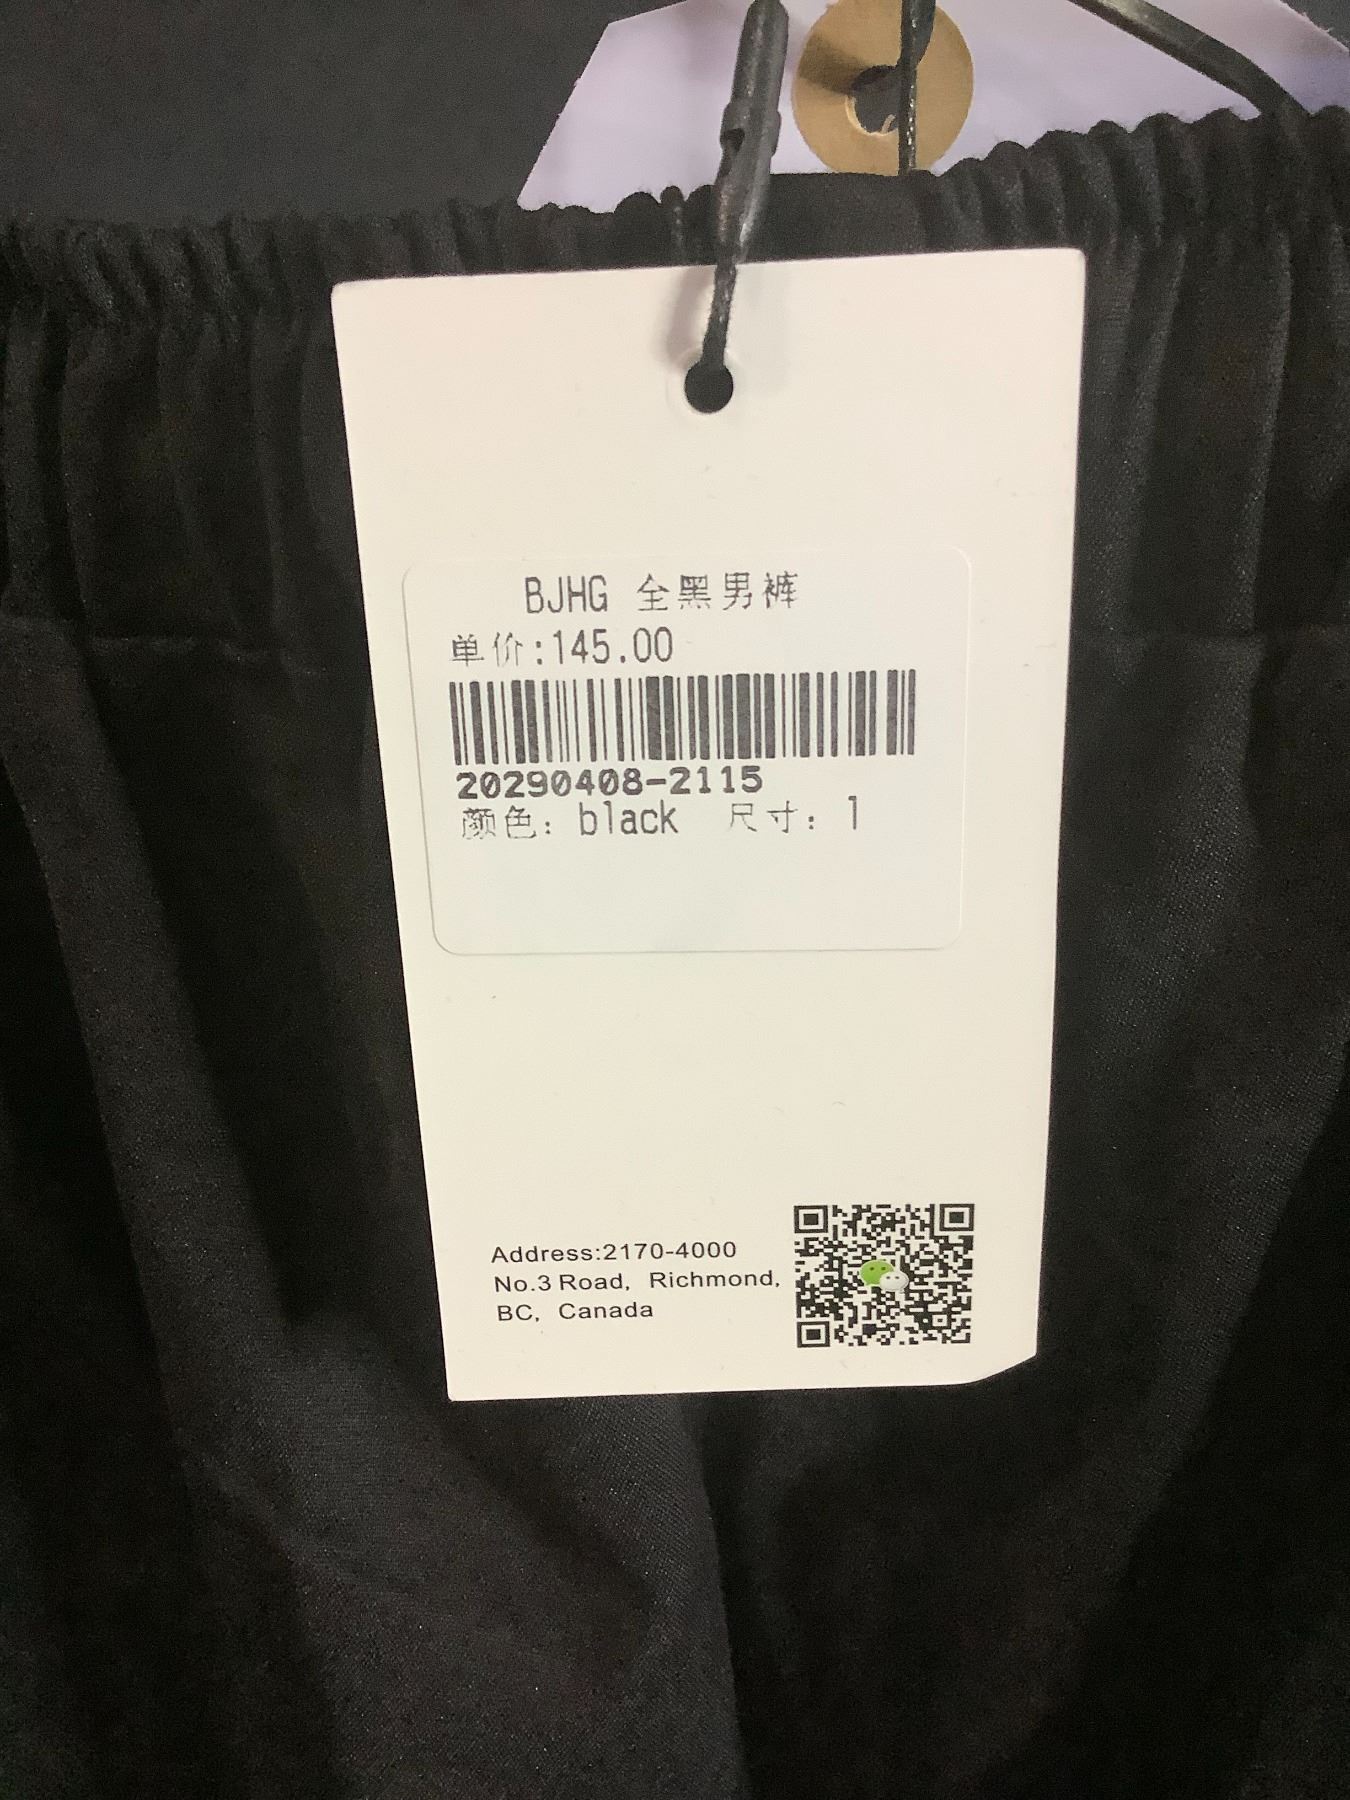 BJHG 全黑男裤
单价:145.00
20290408-2115
颜色: black 尺寸: l
Address:2170-4000
No.3 Road, Richmond,
BC, Canada